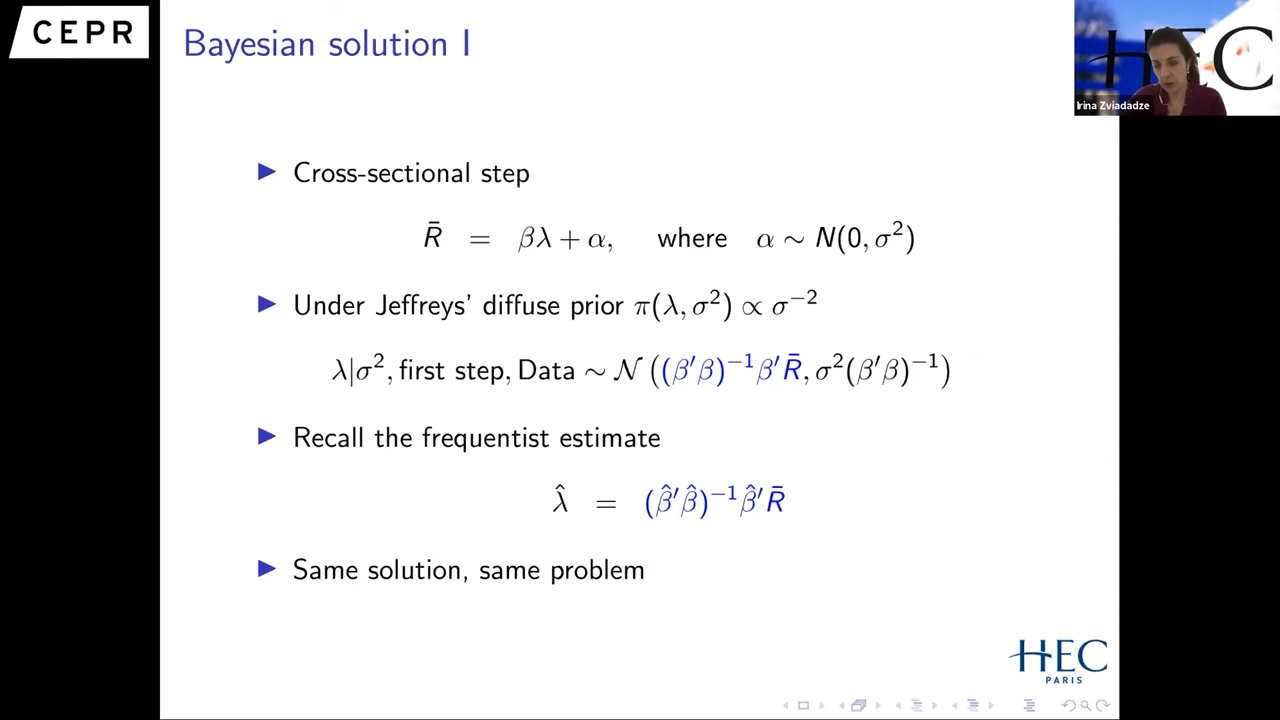 CEPR
Bayesian solution I
HEC
Irina Zviadadze
▶ Cross-sectional step
R̄ = βλ + α, where α ∼ N(0, σ²)
▶ Under Jeffreys' diffuse prior π(λ, σ²) ∝ σ⁻²
λ|σ², first step, Data ∼ 𝒩 ((β′β)⁻¹β′R̄, σ²(β′β)⁻¹)
▶ Recall the frequentist estimate
λ̂ = (β̂′β̂)⁻¹β̂′R̄
▶ Same solution, same problem
HEC
PARIS